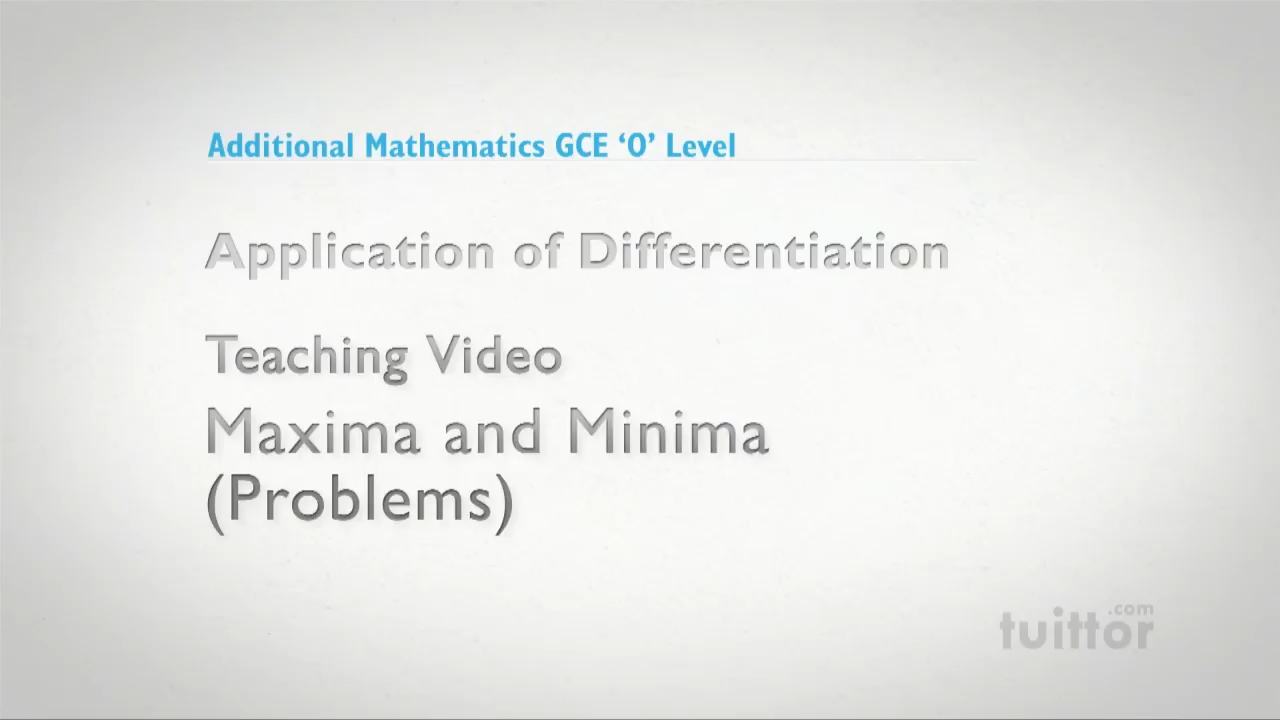 Additional Mathematics GCE ‘O’ Level
Application of Differentiation
Teaching Video
Maxima and Minima
(Problems)
tuittor.com